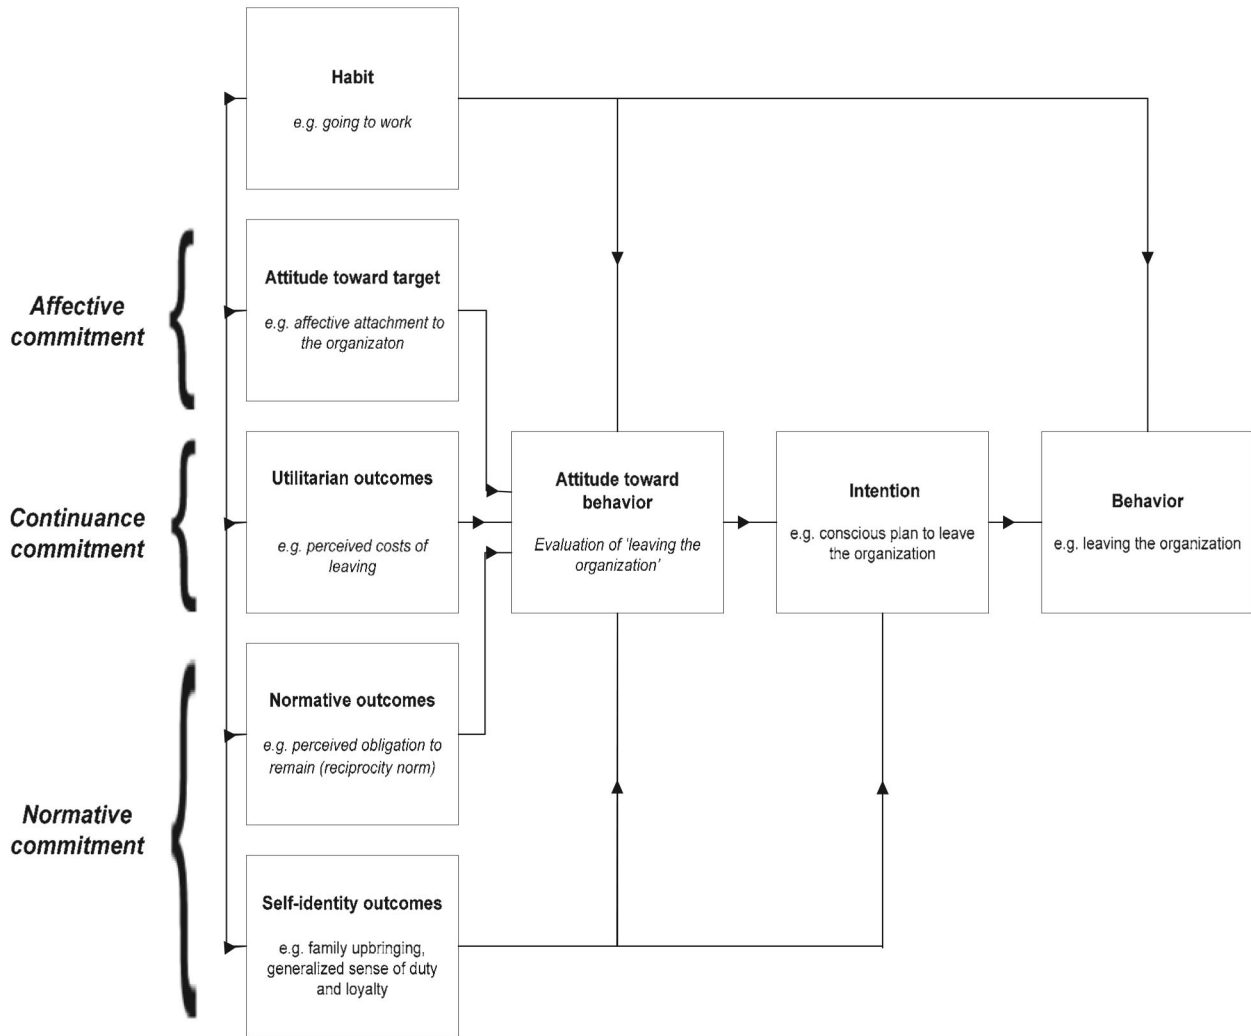 Habit
e.g. going to work
Affective
commitment
Attitude toward target
e.g. affective attachment to
the organizaton
Continuance
commitment
Utilitarian outcomes
e.g. perceived costs of
leaving
Attitude toward
behavior
Evaluation of 'leaving the
organization'
Intention
e.g. conscious plan to leave
the organization
Behavior
e.g. leaving the organization
Normative
commitment
Normative outcomes
e.g. perceived obligation to
remain (reciprocity norm)
Self-identity outcomes
e.g. family upbringing,
generalized sense of duty
and loyalty